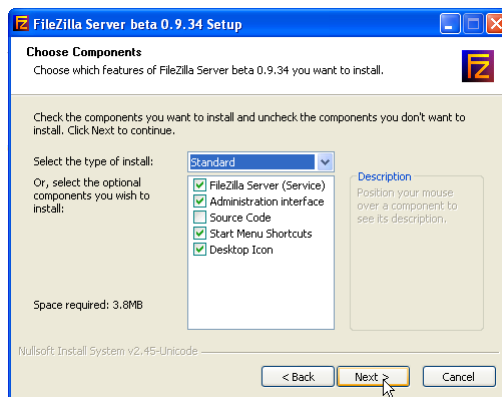 FileZilla Server beta 0.9.34 Setup
Choose Components
Choose which features of FileZilla Server beta 0.9.34 you want to install.
Check the components you want to install and uncheck the components you don't want to
install. Click Next to continue.
Select the type of install:
Standard
Or, select the optional
components you wish to
install:
FileZilla Server (Service)
Administration interface
Source Code
Start Menu Shortcuts
Desktop Icon
Description
Position your mouse
over a component to
see its description.
Space required: 3.8MB
Nullsoft Install System v2.45-Unicode
< Back
Next >
Cancel